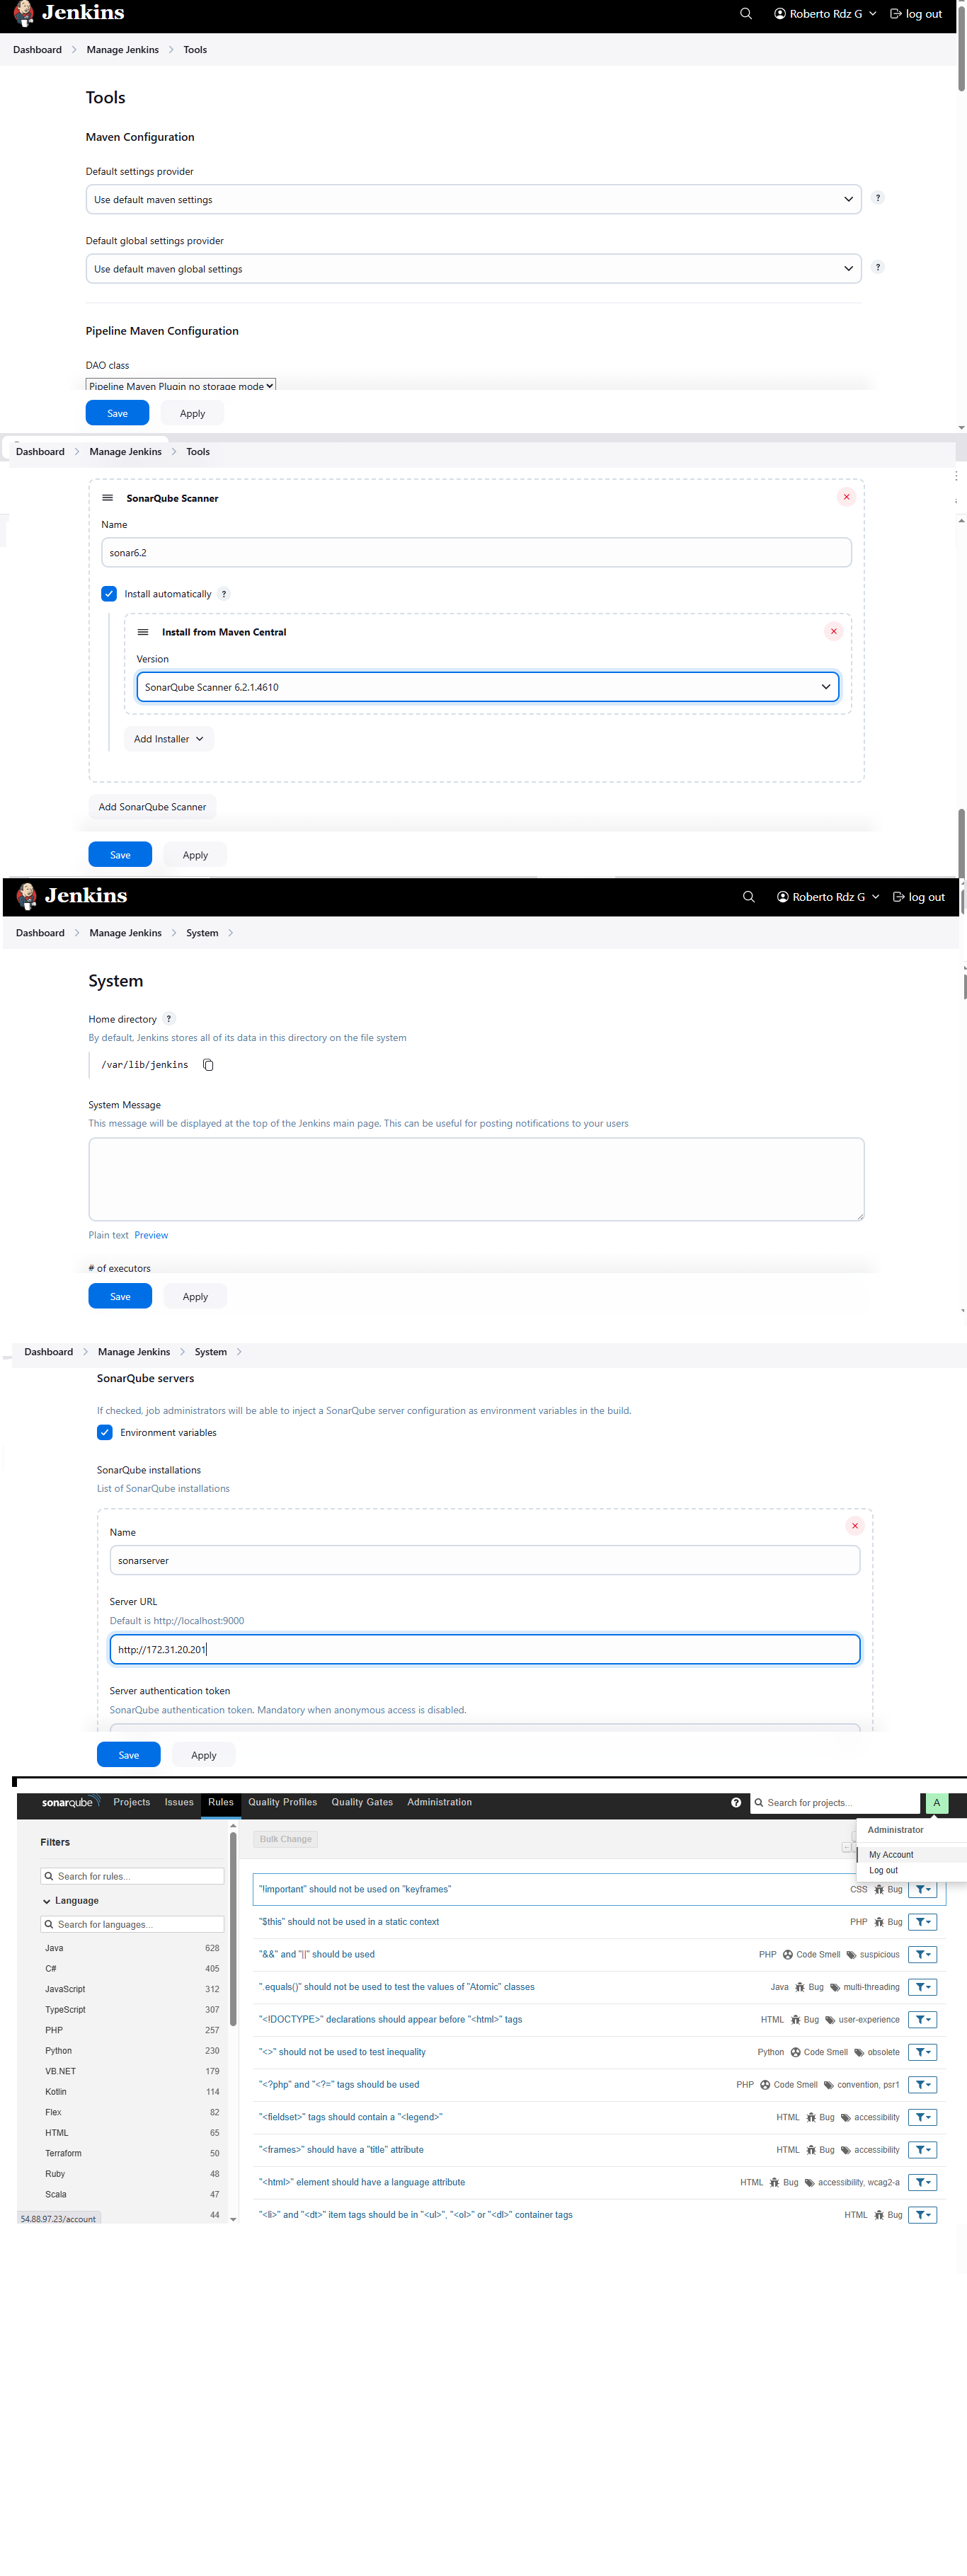 Jenkins
Roberto Rdz G
log out
Dashboard > Manage Jenkins > Tools
Tools
Maven Configuration
Default settings provider
Use default maven settings
?
Default global settings provider
Use default maven global settings
?
Pipeline Maven Configuration
DAO class
Pipeline Maven Plugin no storage mode
Save
Apply
Dashboard > Manage Jenkins > Tools
SonarQube Scanner
Name
sonar6.2
Install automatically ?
Install from Maven Central
Version
SonarQube Scanner 6.2.1.4610
Add Installer
Add SonarQube Scanner
Save
Apply
Jenkins
Roberto Rdz G
log out
Dashboard > Manage Jenkins > System >
System
Home directory ?
By default, Jenkins stores all of its data in this directory on the file system
/var/lib/jenkins
System Message
This message will be displayed at the top of the Jenkins main page. This can be useful for posting notifications to your users
Plain text Preview
# of executors
Save
Apply
Dashboard > Manage Jenkins > System >
SonarQube servers
If checked, job administrators will be able to inject a SonarQube server configuration as environment variables in the build.
Environment variables
SonarQube installations
List of SonarQube installations
Name
sonarserver
Server URL
Default is http://localhost:9000
http://172.31.20.201
Server authentication token
SonarQube authentication token. Mandatory when anonymous access is disabled.
Save
Apply
sonarqube Projects Issues Rules Quality Profiles Quality Gates Administration
? Search for projects... A
Administrator
My Account
Log out
Filters
Search for rules...
Language
Search for languages...
Java 628
C# 405
JavaScript 312
TypeScript 307
PHP 257
Python 230
VB.NET 179
Kotlin 114
Flex 82
HTML 65
Terraform 50
Ruby 48
Scala 47
44
54.88.97.23/account
Bulk Change
"!important" should not be used on "keyframes" CSS Bug
"$this" should not be used in a static context PHP Bug
"&&" and "||" should be used PHP Code Smell suspicious
".equals()" should not be used to test the values of "Atomic" classes Java Bug multi-threading
"<!DOCTYPE>" declarations should appear before "<html>" tags HTML Bug user-experience
"<>" should not be used to test inequality Python Code Smell obsolete
"<?php" and "<?=" tags should be used PHP Code Smell convention, psr1
"<fieldset>" tags should contain a "<legend>" HTML Bug accessibility
"<frames>" should have a "title" attribute HTML Bug accessibility
"<html>" element should have a language attribute HTML Bug accessibility, wcag2-a
"<li>" and "<dt>" item tags should be in "<ul>", "<ol>" or "<dl>" container tags HTML Bug